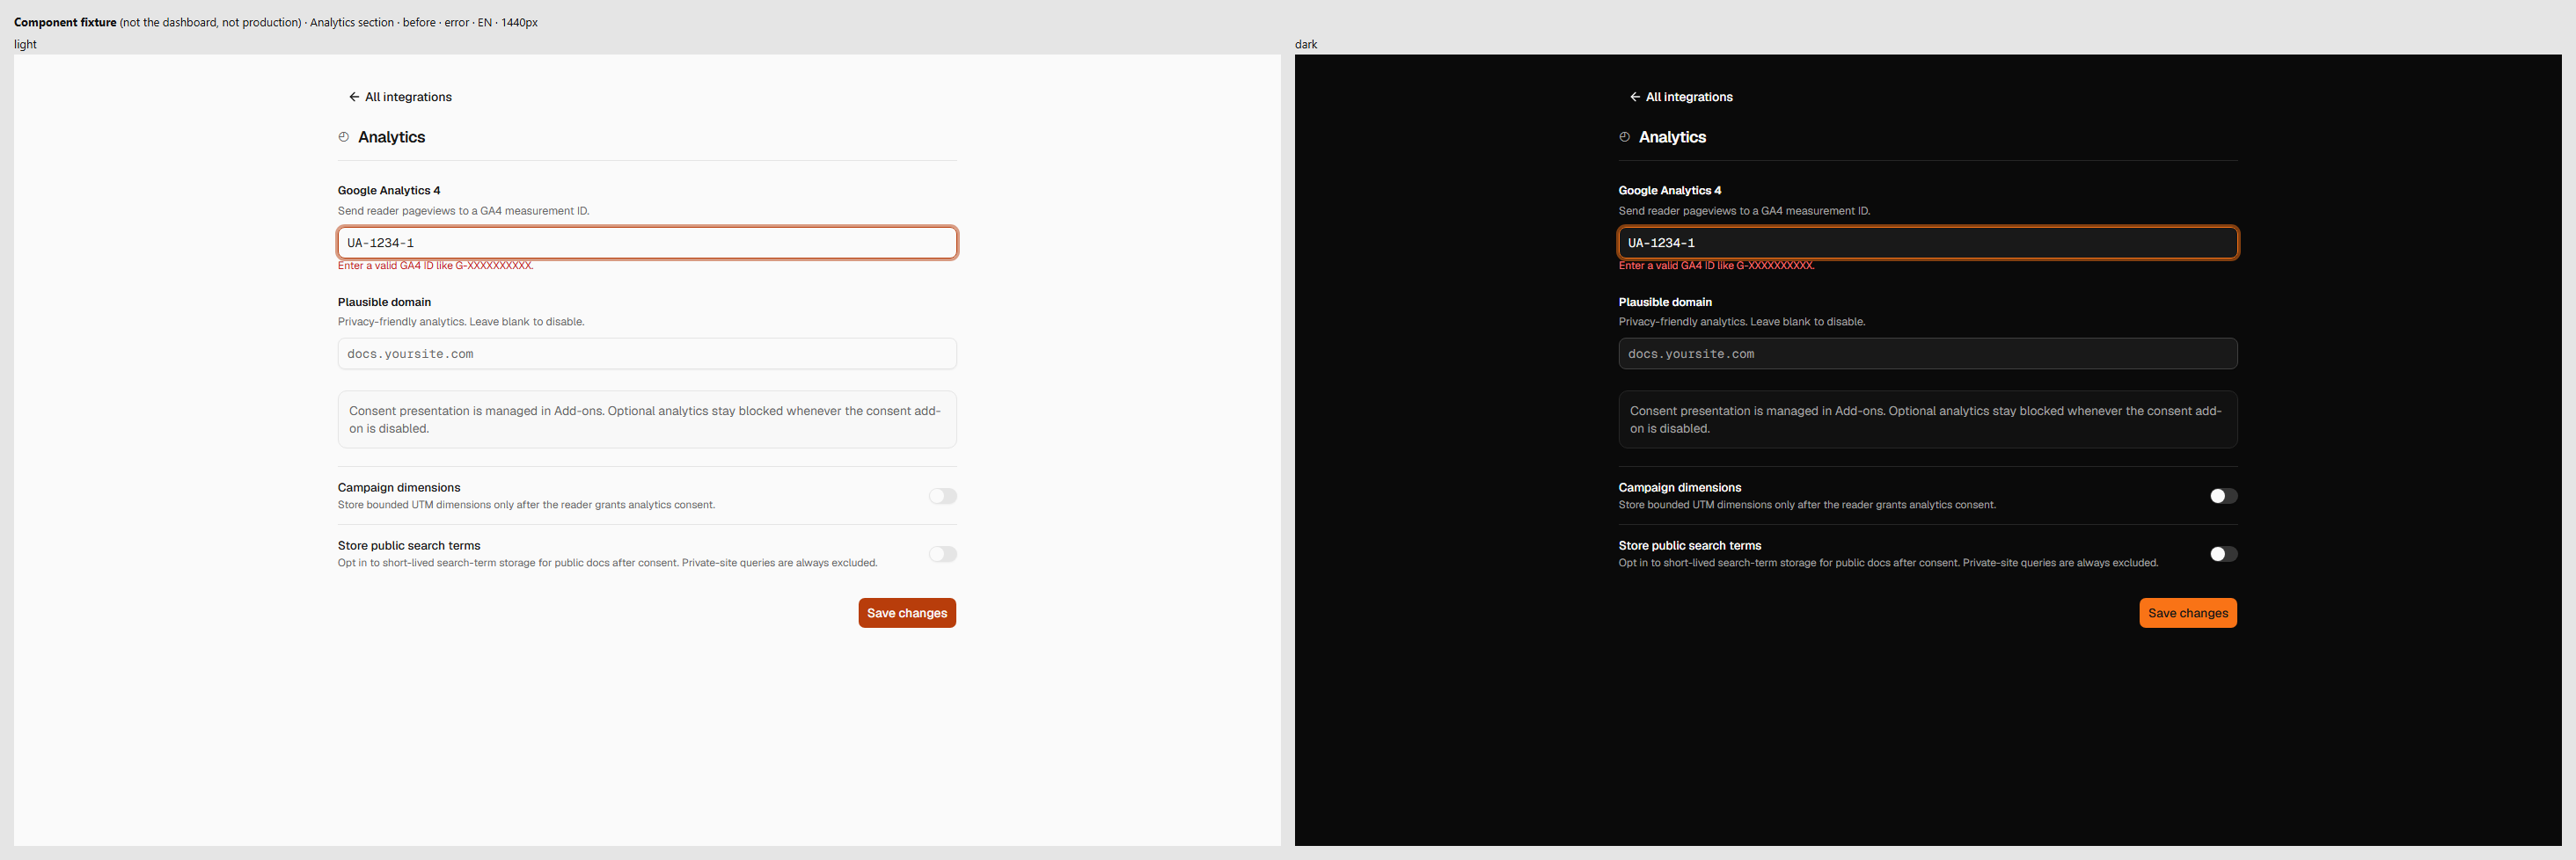 Component fixture (not the dashboard, not production) · Analytics section · before · error · EN · 1440px
light
← All integrations
Analytics
Google Analytics 4
Send reader pageviews to a GA4 measurement ID.
UA-1234-1
Enter a valid GA4 ID like G-XXXXXXXXXX.
Plausible domain
Privacy-friendly analytics. Leave blank to disable.
docs.yoursite.com
Consent presentation is managed in Add-ons. Optional analytics stay blocked whenever the consent add-
on is disabled.
Campaign dimensions
Store bounded UTM dimensions only after the reader grants analytics consent.
Store public search terms
Opt in to short-lived search-term storage for public docs after consent. Private-site queries are always excluded.
Save changes
dark
← All integrations
Analytics
Google Analytics 4
Send reader pageviews to a GA4 measurement ID.
UA-1234-1
Enter a valid GA4 ID like G-XXXXXXXXXX.
Plausible domain
Privacy-friendly analytics. Leave blank to disable.
docs.yoursite.com
Consent presentation is managed in Add-ons. Optional analytics stay blocked whenever the consent add-
on is disabled.
Campaign dimensions
Store bounded UTM dimensions only after the reader grants analytics consent.
Store public search terms
Opt in to short-lived search-term storage for public docs after consent. Private-site queries are always excluded.
Save changes